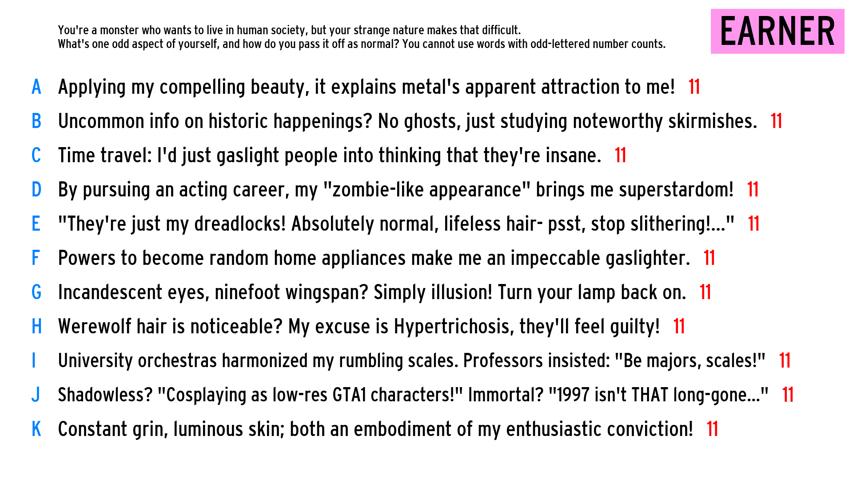 You're a monster who wants to live in human society, but your strange nature makes that difficult.
What's one odd aspect of yourself, and how do you pass it off as normal? You cannot use words with odd-lettered number counts.
EARNER
A Applying my compelling beauty, it explains metal's apparent attraction to me! 11
B Uncommon info on historic happenings? No ghosts, just studying noteworthy skirmishes. 11
C Time travel: I'd just gaslight people into thinking that they're insane. 11
D By pursuing an acting career, my "zombie-like appearance" brings me superstardom! 11
E "They're just my dreadlocks! Absolutely normal, lifeless hair- psst, stop slithering!..." 11
F Powers to become random home appliances make me an impeccable gaslighter. 11
G Incandescent eyes, ninefoot wingspan? Simply illusion! Turn your lamp back on. 11
H Werewolf hair is noticeable? My excuse is Hypertrichosis, they'll feel guilty! 11
I University orchestras harmonized my rumbling scales. Professors insisted: "Be majors, scales!" 11
J Shadowless? "Cosplaying as low-res GTA1 characters!" Immortal? "1997 isn't THAT long-gone..." 11
K Constant grin, luminous skin; both an embodiment of my enthusiastic conviction! 11